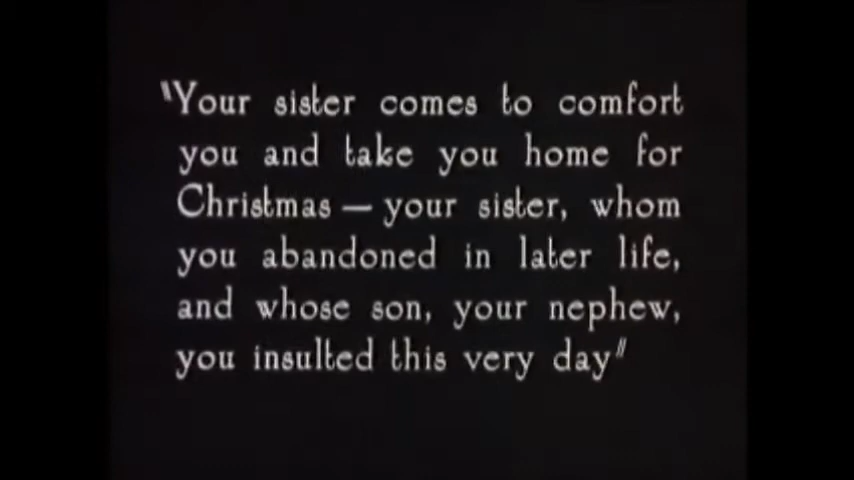 "Your sister comes to comfort
you and take you home for
Christmas — your sister, whom
you abandoned in later life,
and whose son, your nephew,
you insulted this very day"